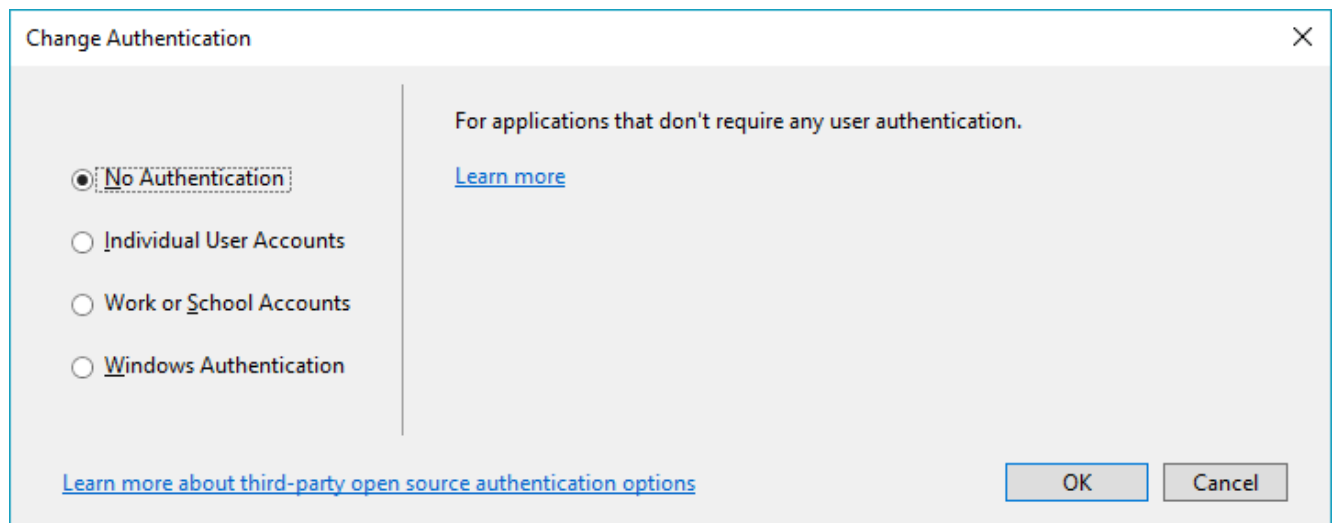 Change Authentication
For applications that don't require any user authentication.
Learn more
No Authentication
Individual User Accounts
Work or School Accounts
Windows Authentication
Learn more about third-party open source authentication options
OK
Cancel